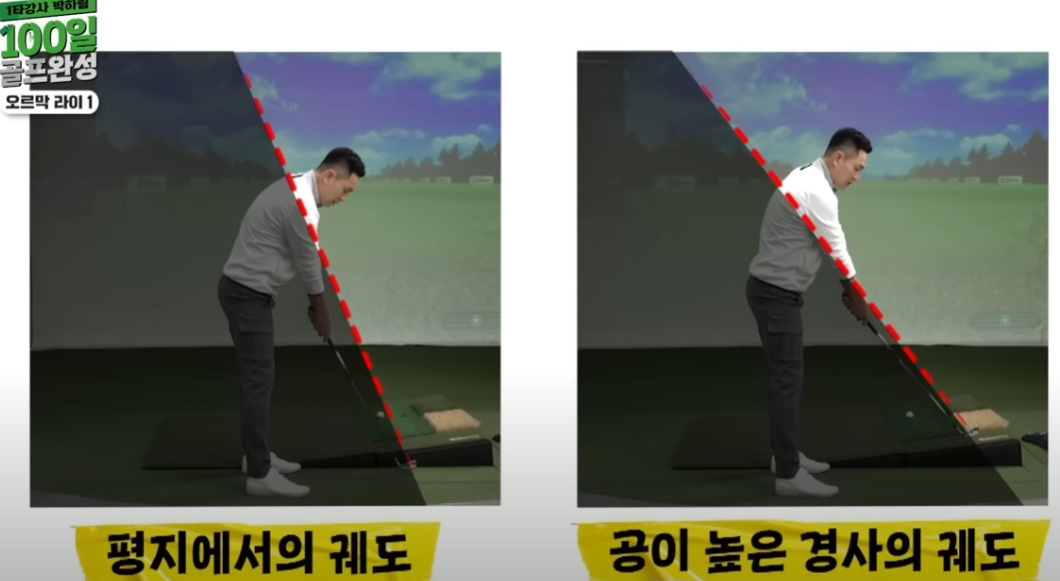 1타강사 박하림
100일
골프완성
오르막 라이 1
평지에서의 궤도
공이 높은 경사의 궤도